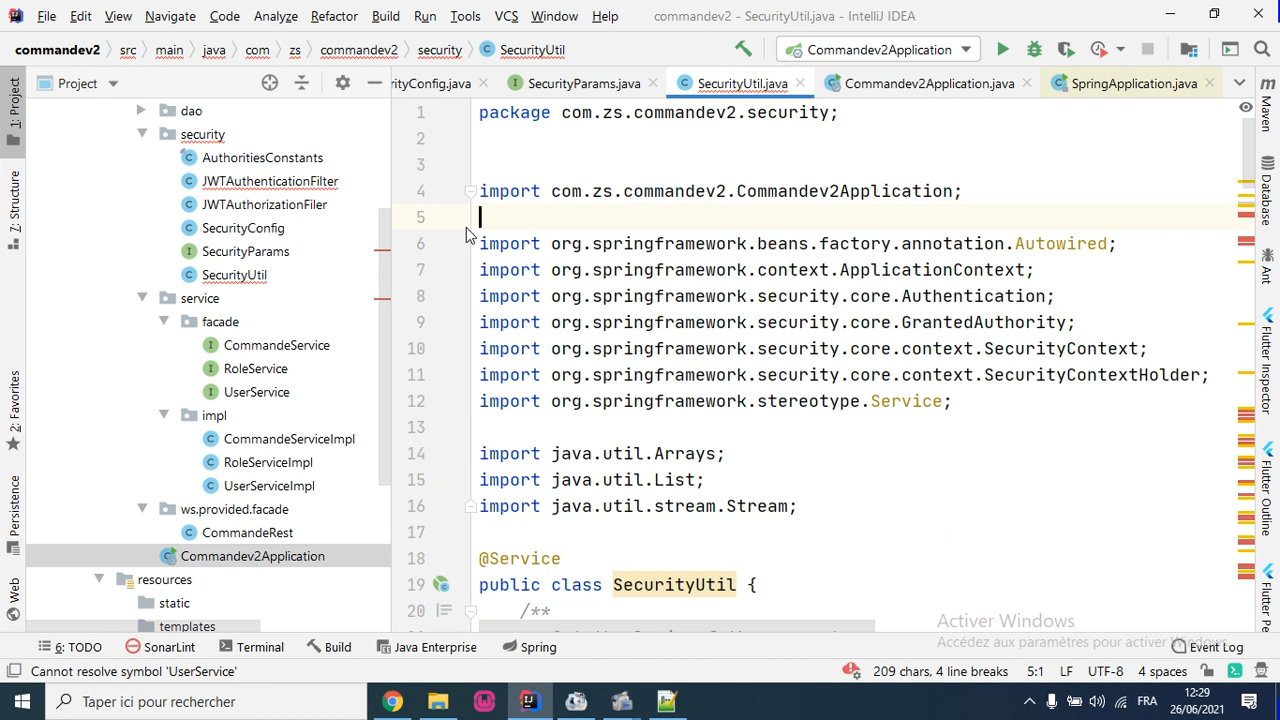 File Edit View Navigate Code Analyze Refactor Build Run Tools VCS Window Help commandev2 - SecurityUtil.java - IntelliJ IDEA
commandev2 src main java com zs commandev2 security SecurityUtil Commandev2Application
Project rityConfig.java SecurityParams.java SecurityUtil.java Commandev2Application.java SpringApplication.java
1: Project
Z: Structure
2: Favorites
Persistence
Web
dao
security
AuthoritiesConstants
JWTAuthenticationFilter
JWTAuthorizationFiler
SecurityConfig
SecurityParams
SecurityUtil
service
facade
CommandeService
RoleService
UserService
impl
CommandeServiceImpl
RoleServiceImpl
UserServiceImpl
ws.provided.facade
CommandeRest
Commandev2Application
resources
static
templates
1 package com.zs.commandev2.security;
2
3
4 import com.zs.commandev2.Commandev2Application;
5
6 import org.springframework.beans.factory.annotation.Autowired;
7 import org.springframework.context.ApplicationContext;
8 import org.springframework.security.core.Authentication;
9 import org.springframework.security.core.GrantedAuthority;
10 import org.springframework.security.core.context.SecurityContext;
11 import org.springframework.security.core.context.SecurityContextHolder;
12 import org.springframework.stereotype.Service;
13
14 import java.util.Arrays;
15 import java.util.List;
16 import java.util.stream.Stream;
17
18 @Service
19 public class SecurityUtil {
20 /**
Maven
Database
Ant
Flutter Inspector
Flutter Outline
Flutter Pe
Activer Windows
Accédez aux paramètres pour activer Windows.
6: TODO SonarLint Terminal Build Java Enterprise Spring Event Log
Cannot resolve symbol 'UserService' 209 chars, 4 line breaks 5:1 LF UTF-8 4 spaces
Taper ici pour rechercher FRA 12:29
26/06/2021